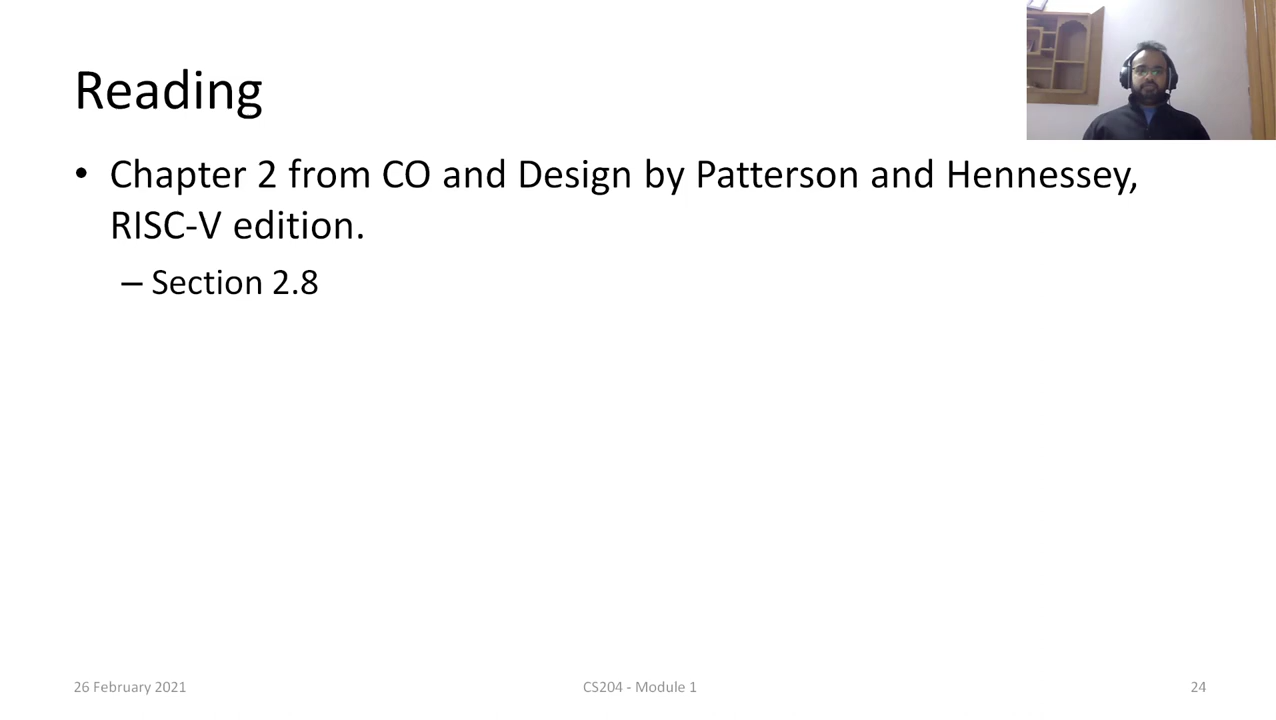 Reading
• Chapter 2 from CO and Design by Patterson and Hennessey,
RISC-V edition.
– Section 2.8
26 February 2021
CS204 - Module 1
24